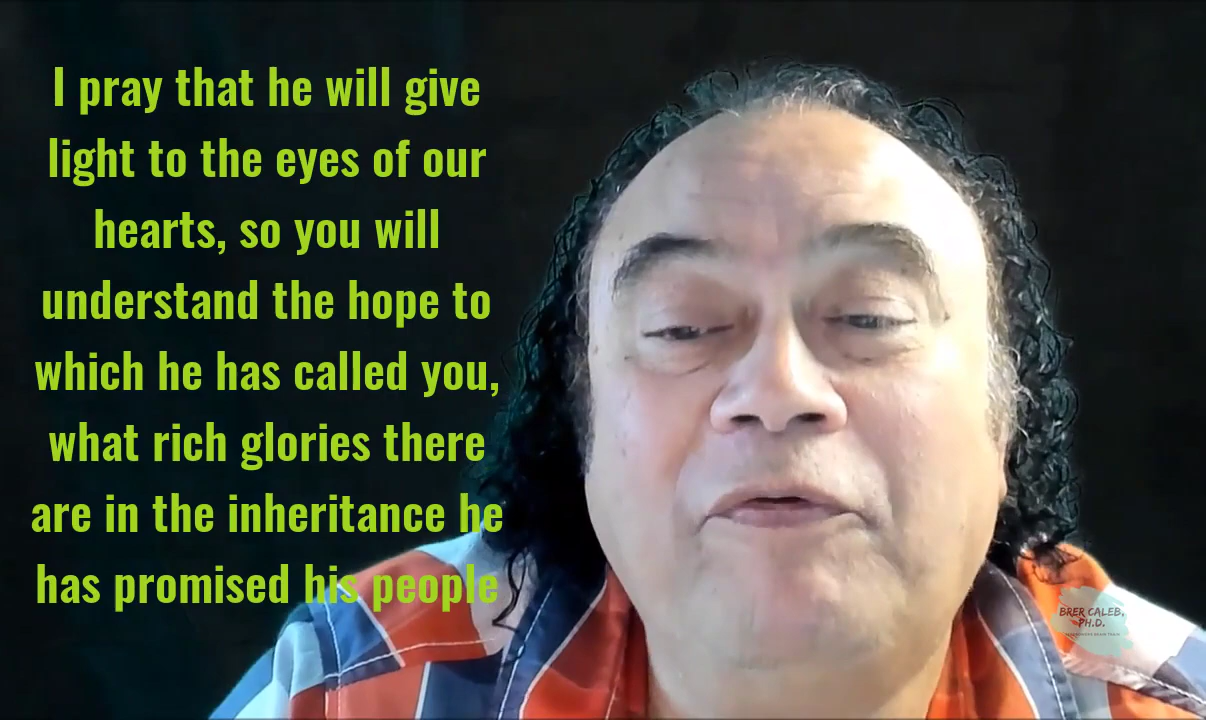 I pray that he will give
light to the eyes of our
hearts, so you will
understand the hope to
which he has called you,
what rich glories there
are in the inheritance he
has promised his people
BRER CALEB,
PH.D.